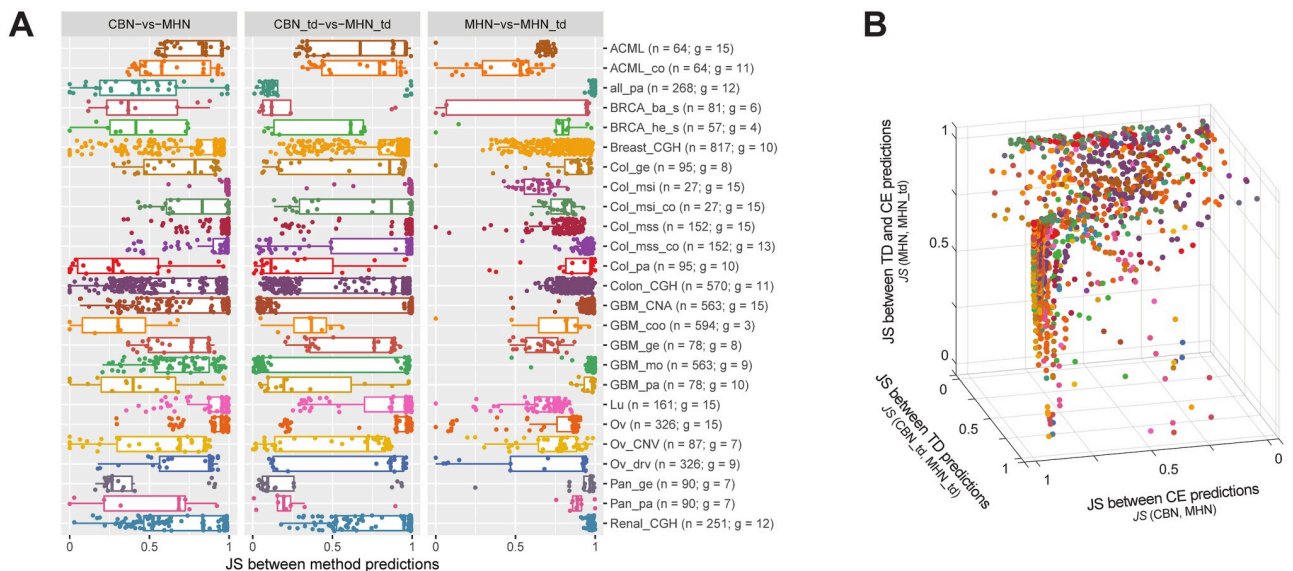 A
CBN−vs−MHN
CBN_td−vs−MHN_td
MHN−vs−MHN_td
ACML (n = 64; g = 15)
ACML_co (n = 64; g = 11)
all_pa (n = 268; g = 12)
BRCA_ba_s (n = 81; g = 6)
BRCA_he_s (n = 57; g = 4)
Breast_CGH (n = 817; g = 10)
Col_ge (n = 95; g = 8)
Col_msi (n = 27; g = 15)
Col_msi_co (n = 27; g = 15)
Col_mss (n = 152; g = 15)
Col_mss_co (n = 152; g = 13)
Col_pa (n = 95; g = 10)
Colon_CGH (n = 570; g = 11)
GBM_CNA (n = 563; g = 15)
GBM_coo (n = 594; g = 3)
GBM_ge (n = 78; g = 8)
GBM_mo (n = 563; g = 9)
GBM_pa (n = 78; g = 10)
Lu (n = 161; g = 15)
Ov (n = 326; g = 15)
Ov_CNV (n = 87; g = 7)
Ov_drv (n = 326; g = 9)
Pan_ge (n = 90; g = 7)
Pan_pa (n = 90; g = 7)
Renal_CGH (n = 251; g = 12)
0 0.5 1 0 0.5 1 0 0.5 1
JS between method predictions
B
JS between TD and CE predictions
JS (MHN, MHN_td)
1
0.5
0
JS between TD predictions
JS (CBN_td, MHN_td)
0
0.5
1
1 0.5 0
JS between CE predictions
JS (CBN, MHN)